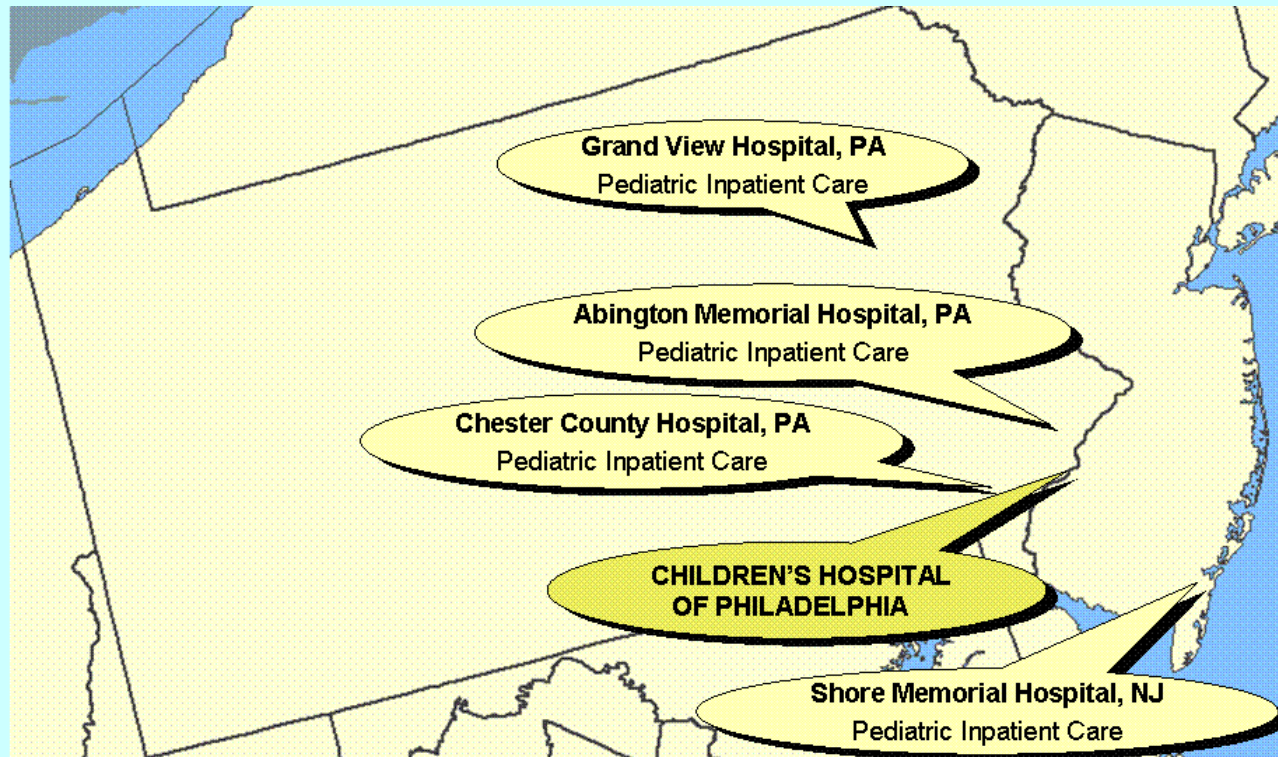 Grand View Hospital, PA
Pediatric Inpatient Care
Abington Memorial Hospital, PA
Pediatric Inpatient Care
Chester County Hospital, PA
Pediatric Inpatient Care
CHILDREN'S HOSPITAL
OF PHILADELPHIA
Shore Memorial Hospital, NJ
Pediatric Inpatient Care